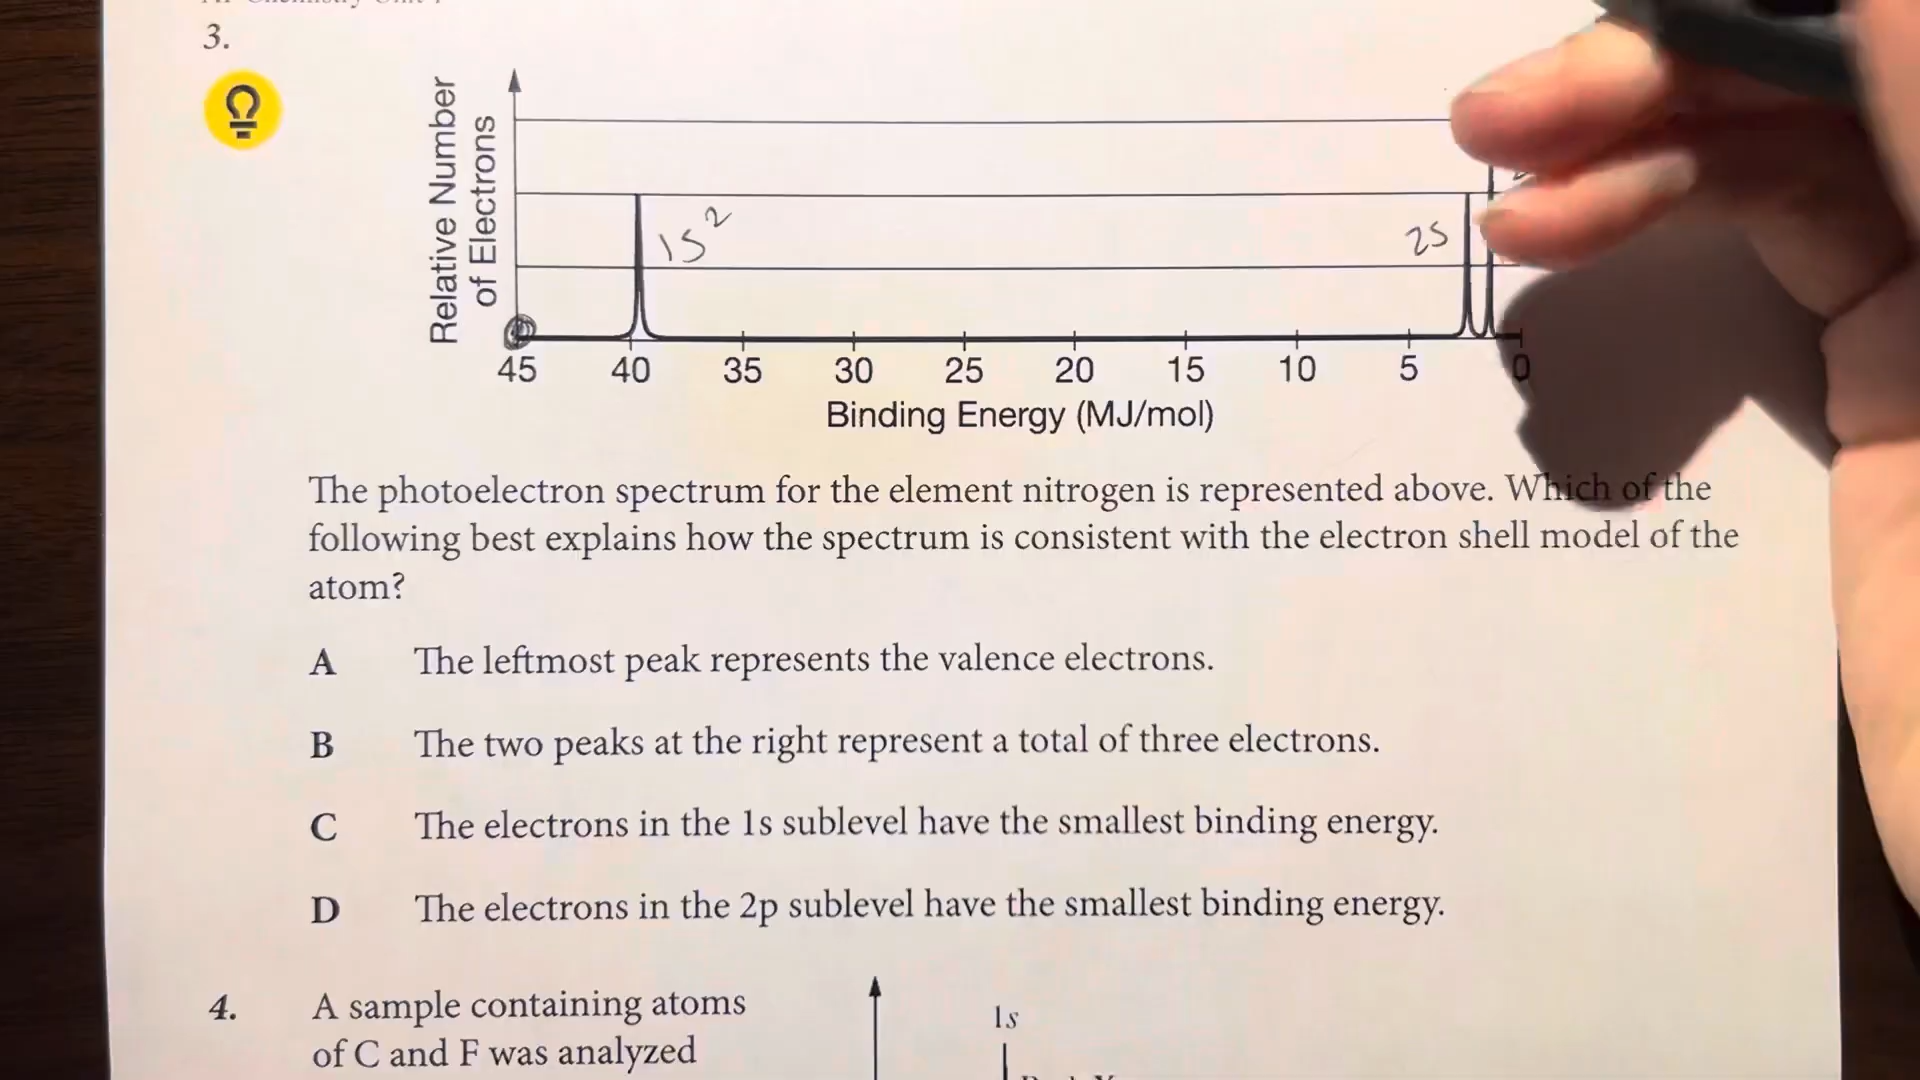 3.
Relative Number
of Electrons
1S²
2S
45 40 35 30 25 20 15 10 5 0
Binding Energy (MJ/mol)
The photoelectron spectrum for the element nitrogen is represented above. Which of the
following best explains how the spectrum is consistent with the electron shell model of the
atom?
A The leftmost peak represents the valence electrons.
B The two peaks at the right represent a total of three electrons.
C The electrons in the 1s sublevel have the smallest binding energy.
D The electrons in the 2p sublevel have the smallest binding energy.
4. A sample containing atoms
of C and F was analyzed
1s